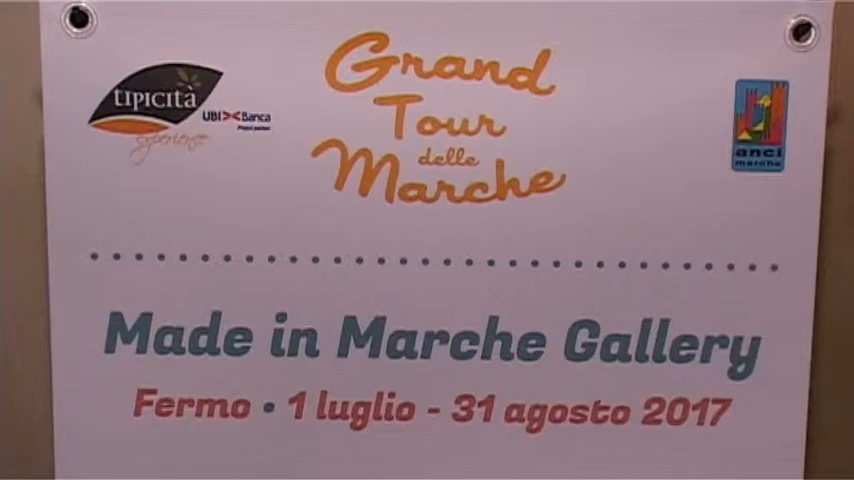 Grand
Tour
delle
Marche
TIPICITÀ
experience
UBI Banca
anci
marche
Made in Marche Gallery
Fermo • 1 luglio - 31 agosto 2017